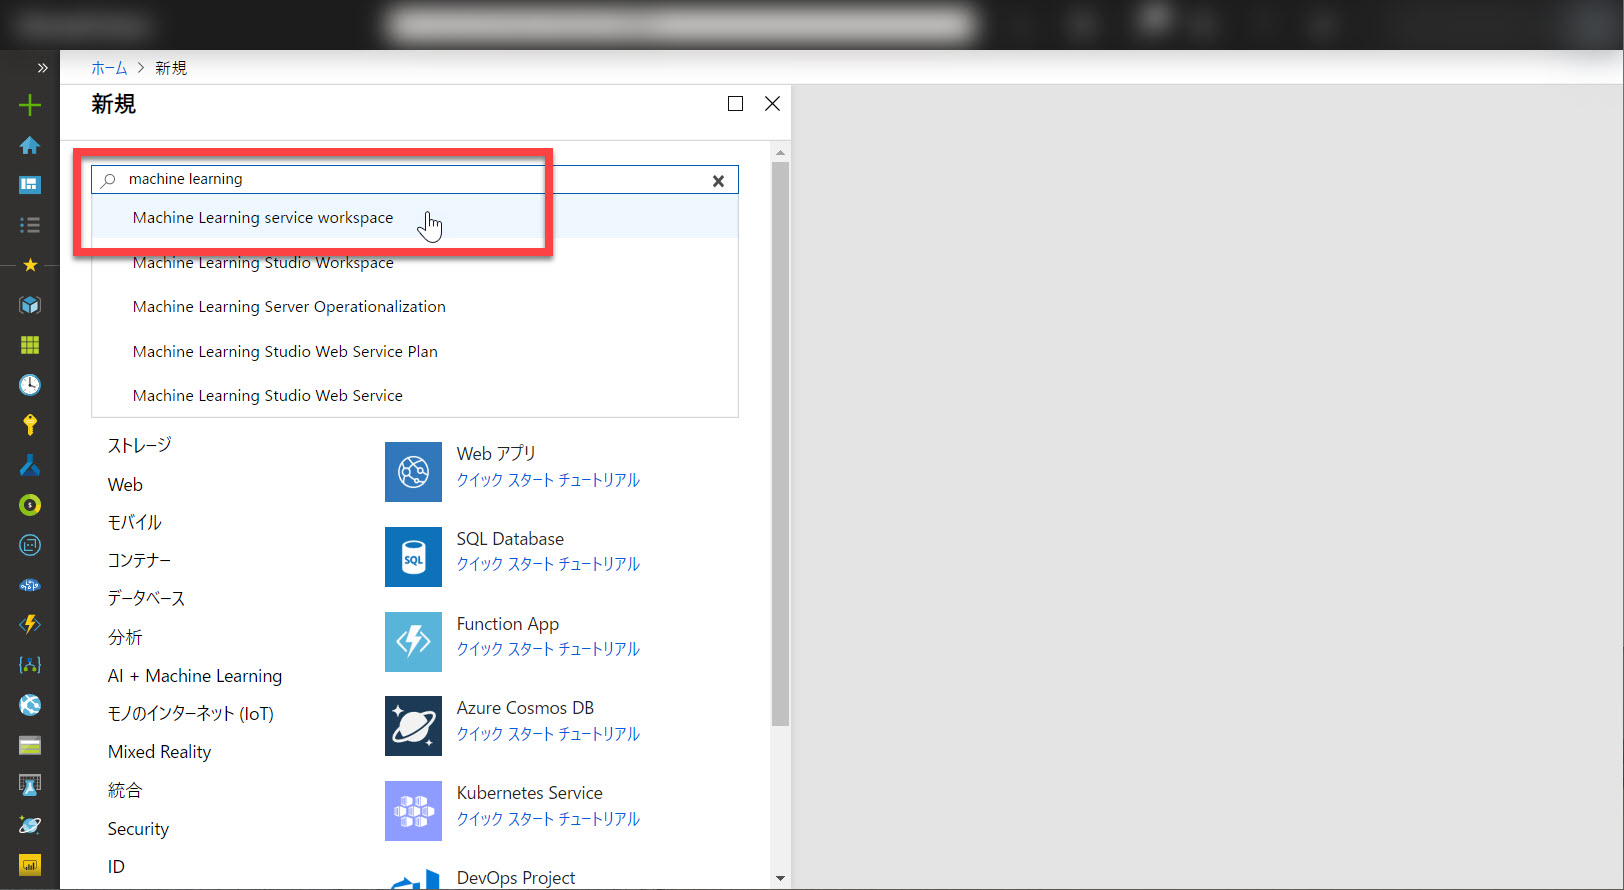 ホーム > 新規
新規
machine learning
Machine Learning service workspace
Machine Learning Studio Workspace
Machine Learning Server Operationalization
Machine Learning Studio Web Service Plan
Machine Learning Studio Web Service
ストレージ
Web
モバイル
コンテナー
データベース
分析
AI + Machine Learning
モノのインターネット (IoT)
Mixed Reality
統合
Security
ID
Web アプリ
クイック スタート チュートリアル
SQL
SQL Database
クイック スタート チュートリアル
Function App
クイック スタート チュートリアル
Azure Cosmos DB
クイック スタート チュートリアル
Kubernetes Service
クイック スタート チュートリアル
DevOps Project